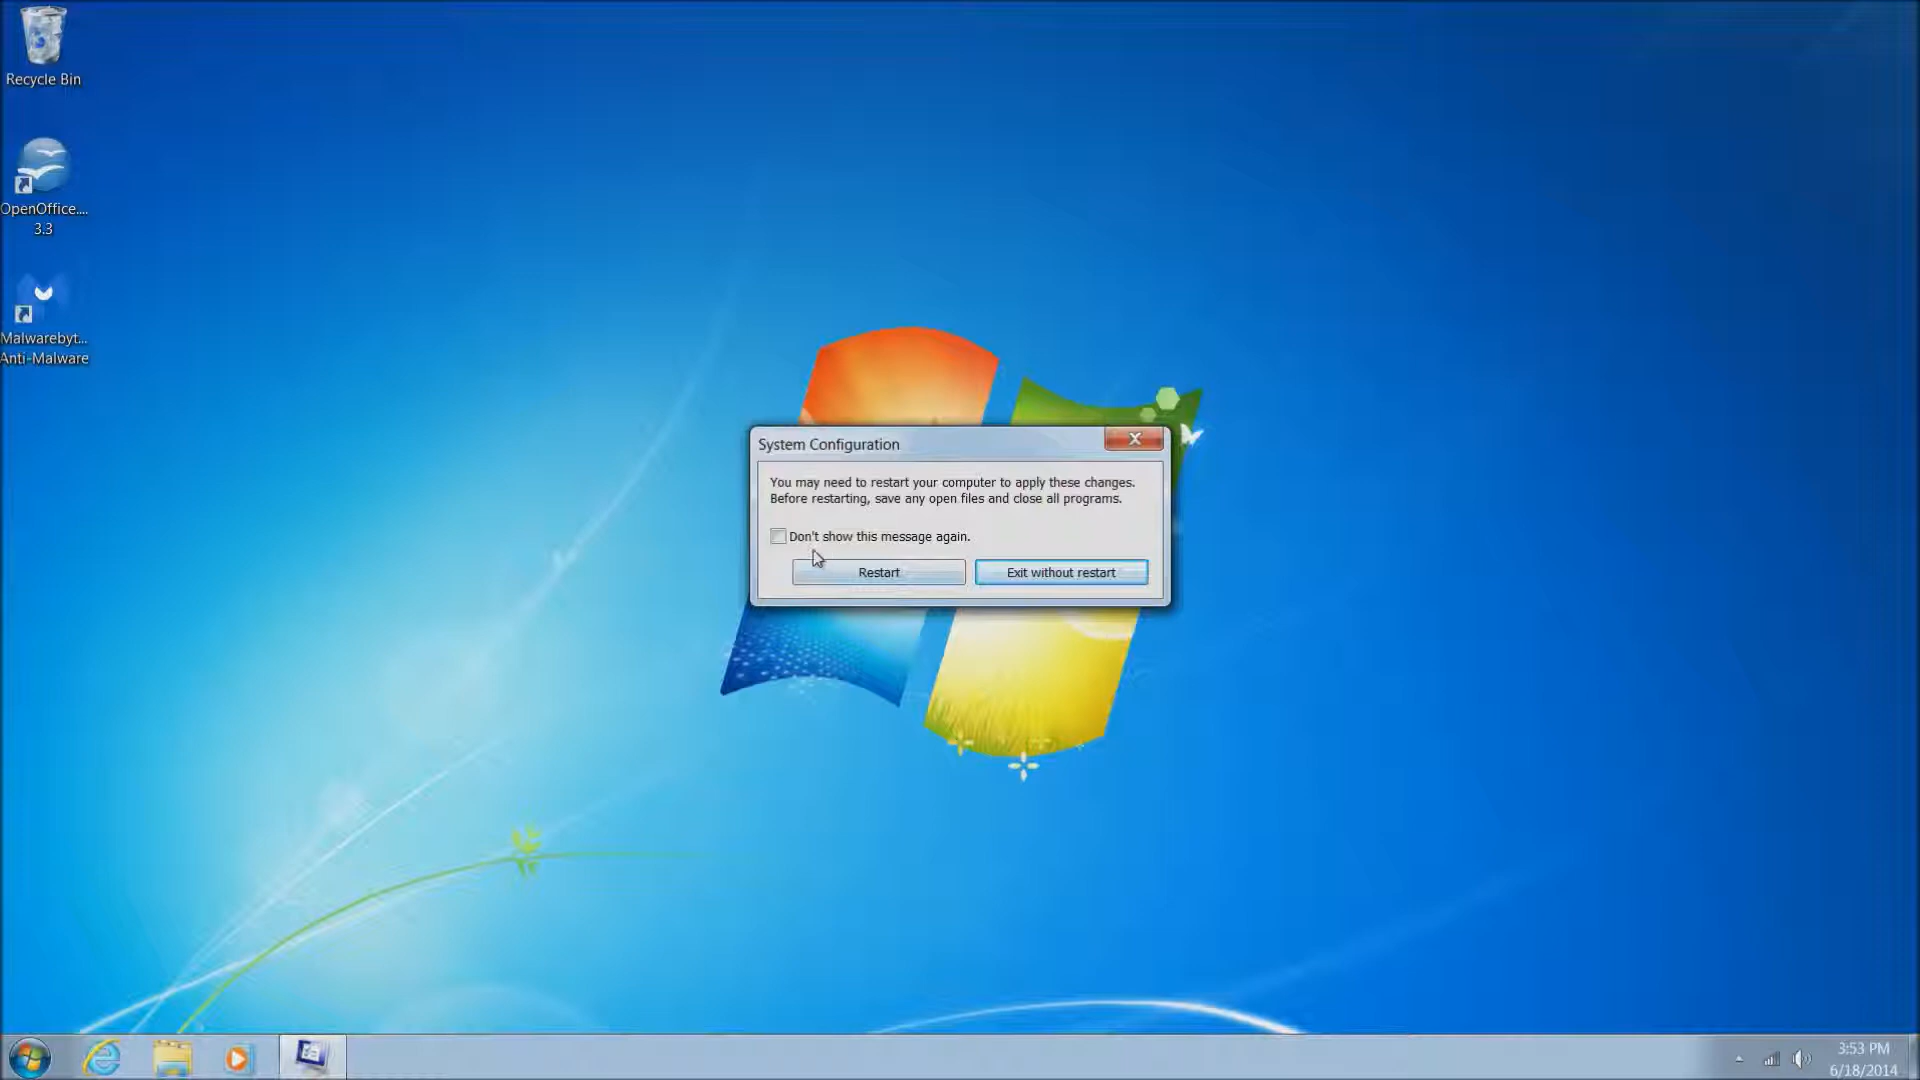 Recycle Bin
OpenOffice....
3.3
Malwarebyt...
Anti-Malware
System Configuration
You may need to restart your computer to apply these changes.
Before restarting, save any open files and close all programs.
Don't show this message again.
Restart
Exit without restart
3:53 PM
6/18/2014